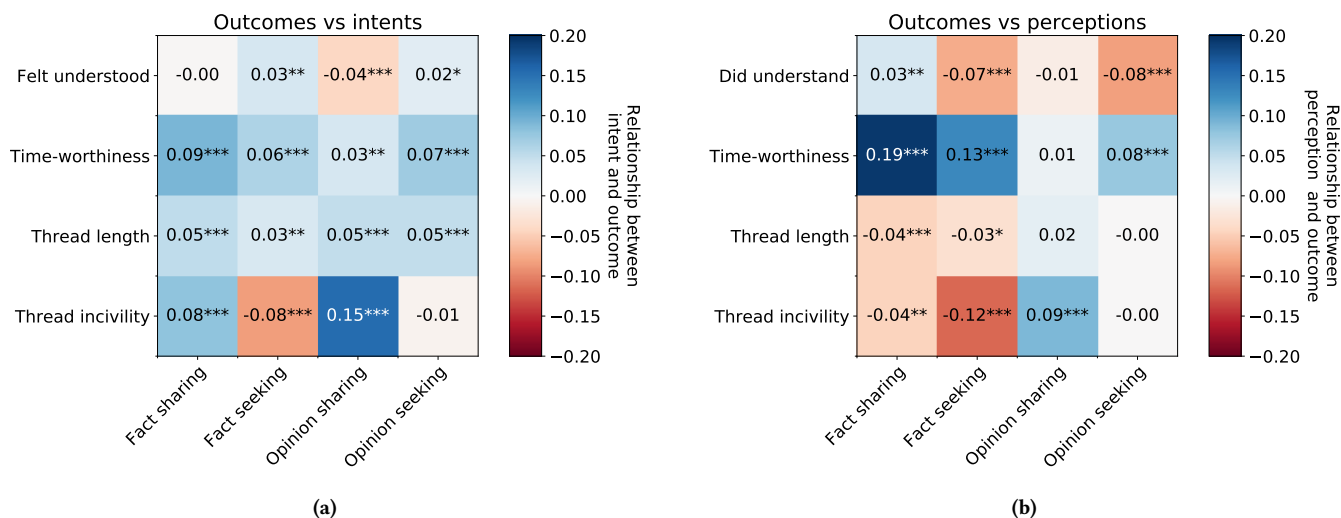 Outcomes vs intents
Felt understood
-0.00 0.03** -0.04*** 0.02*
Time-worthiness
0.09*** 0.06*** 0.03** 0.07***
Thread length
0.05*** 0.03** 0.05*** 0.05***
Thread incivility
0.08*** -0.08*** 0.15*** -0.01
Fact sharing
Fact seeking
Opinion sharing
Opinion seeking
0.20
0.15
0.10
0.05
0.00
−0.05
−0.10
−0.15
−0.20
Relationship between
intent and outcome
(a)
Outcomes vs perceptions
Did understand
0.03** -0.07*** -0.01 -0.08***
Time-worthiness
0.19*** 0.13*** 0.01 0.08***
Thread length
-0.04*** -0.03* 0.02 -0.00
Thread incivility
-0.04** -0.12*** 0.09*** -0.00
Fact sharing
Fact seeking
Opinion sharing
Opinion seeking
0.20
0.15
0.10
0.05
0.00
−0.05
−0.10
−0.15
−0.20
Relationship between
perception and outcome
(b)